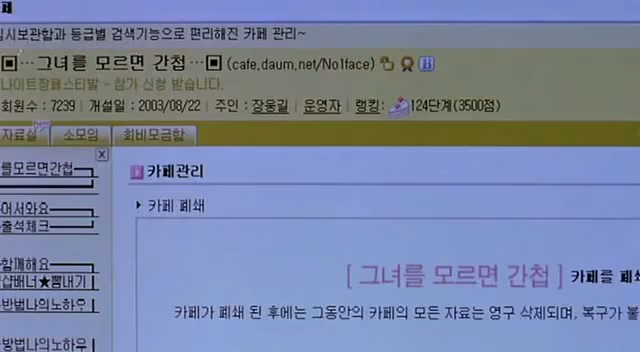 페
임시보관함과 등급별 검색기능으로 편리해진 카페 관리~
▣…그녀를 모르면 간첩…▣ (cafe.daum.net/No1face)
나이트팡페스티발 - 참가 신청 받습니다.
회원수 : 7239 | 개설일 : 2003/08/22 | 주인 : 장웅길 | 운영자 | 랭킹: 124단계(3500점)
자료실 소모임 회비모금함
X
를모르면간첩
어서와요
출석체크
함께해요
샵배너★뽐내기
방법나의노하우
방법나의노하우
카페관리
카페 폐쇄
[ 그녀를 모르면 간첩 ] 카페를 폐쇄
카페가 폐쇄 된 후에는 그동안의 카페의 모든 자료는 영구 삭제되며, 복구가 불